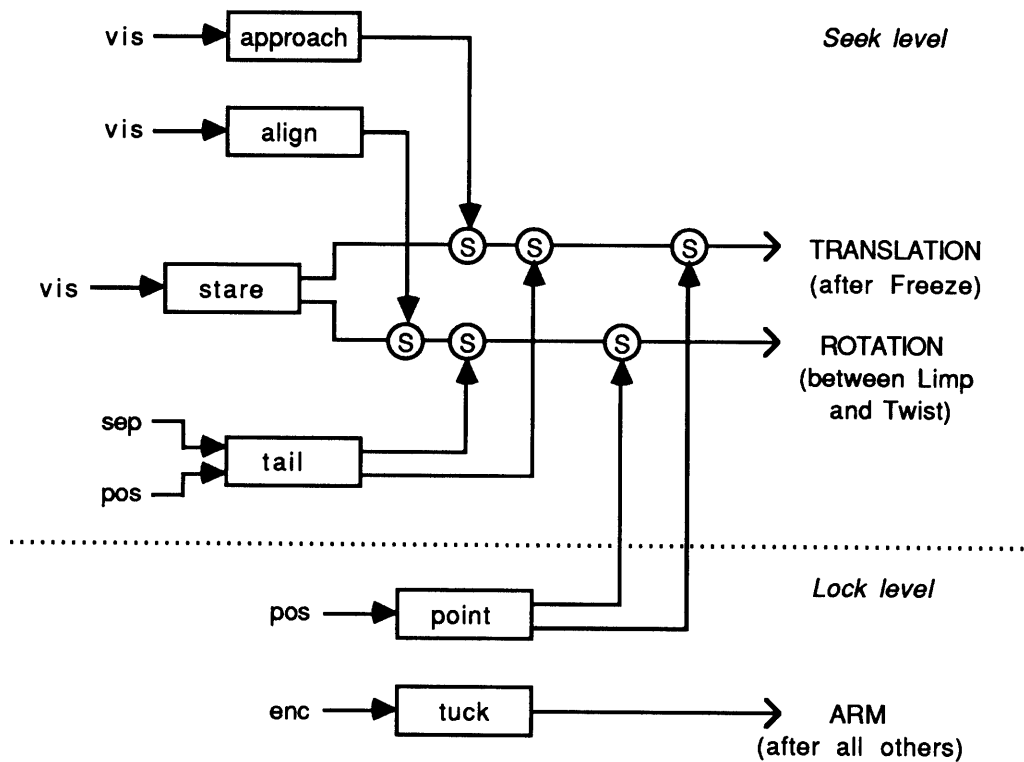 vis
approach
Seek level
vis
align
S
S
S
TRANSLATION
(after Freeze)
vis
stare
S
S
S
ROTATION
(between Limp
and Twist)
sep
tail
pos
Lock level
pos
point
enc
tuck
ARM
(after all others)